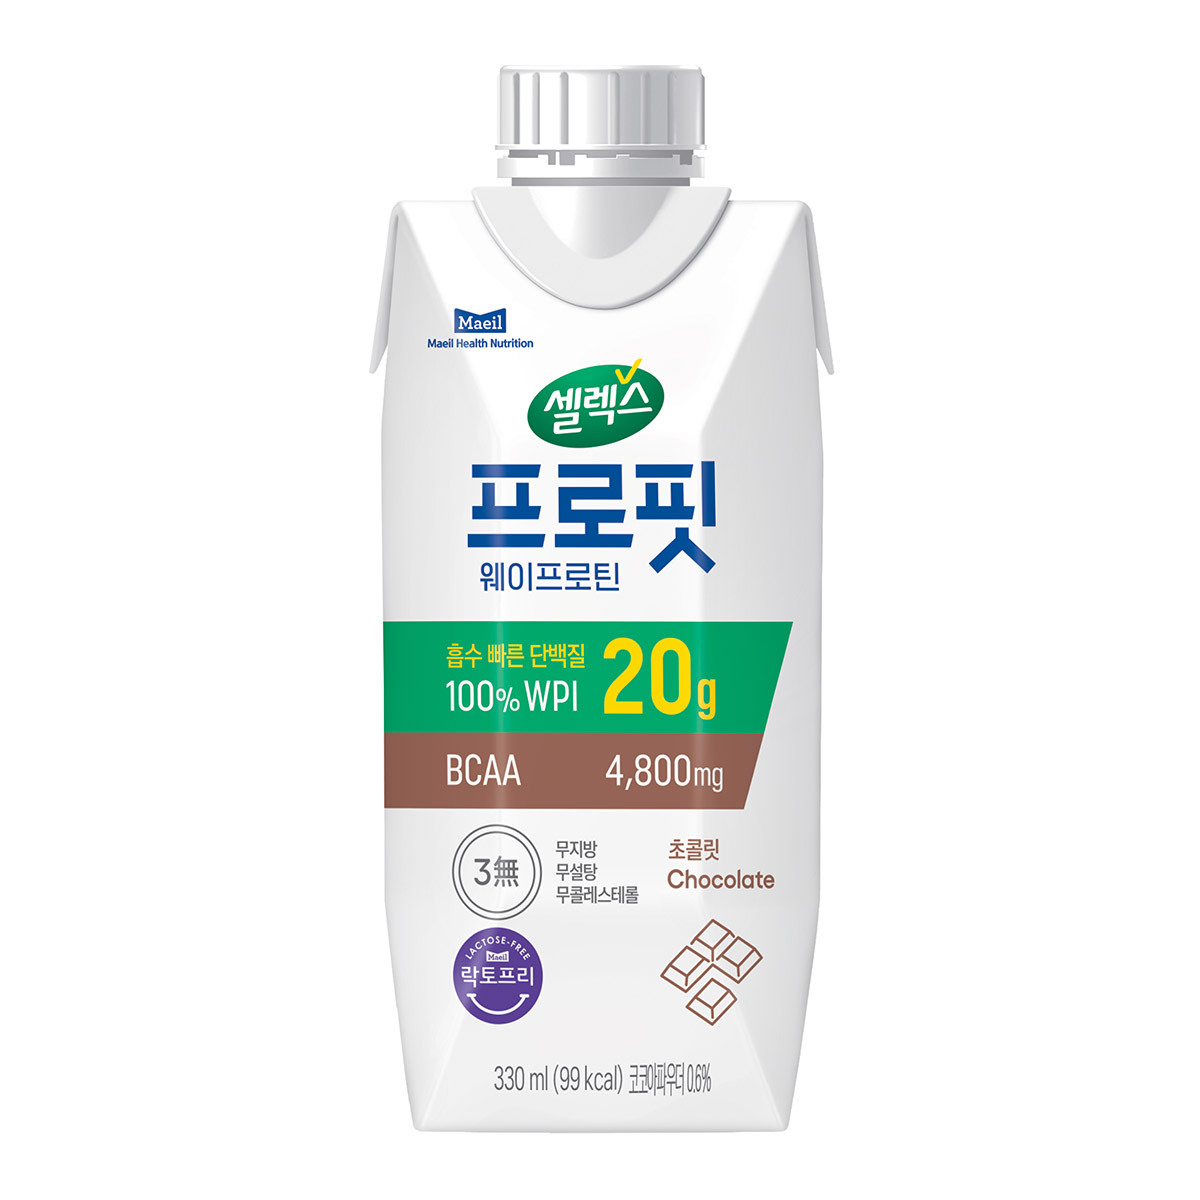 Maeil
Maeil Health Nutrition
셀렉스
프로핏
웨이프로틴
흡수 빠른 단백질
100% WPI
20g
BCAA 4,800mg
3無
무지방
무설탕
무콜레스테롤
초콜릿
Chocolate
LACTOSE-FREE
Maeil
락토프리
330 ml (99 kcal) 코코아파우더 0.6%